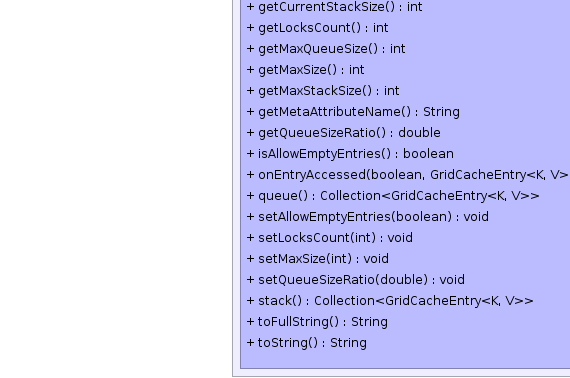 + getCurrentStackSize() : int
+ getLocksCount() : int
+ getMaxQueueSize() : int
+ getMaxSize() : int
+ getMaxStackSize() : int
+ getMetaAttributeName() : String
+ getQueueSizeRatio() : double
+ isAllowEmptyEntries() : boolean
+ onEntryAccessed(boolean, GridCacheEntry<K, V>
+ queue() : Collection<GridCacheEntry<K, V>>
+ setAllowEmptyEntries(boolean) : void
+ setLocksCount(int) : void
+ setMaxSize(int) : void
+ setQueueSizeRatio(double) : void
+ stack() : Collection<GridCacheEntry<K, V>>
+ toFullString() : String
+ toString() : String